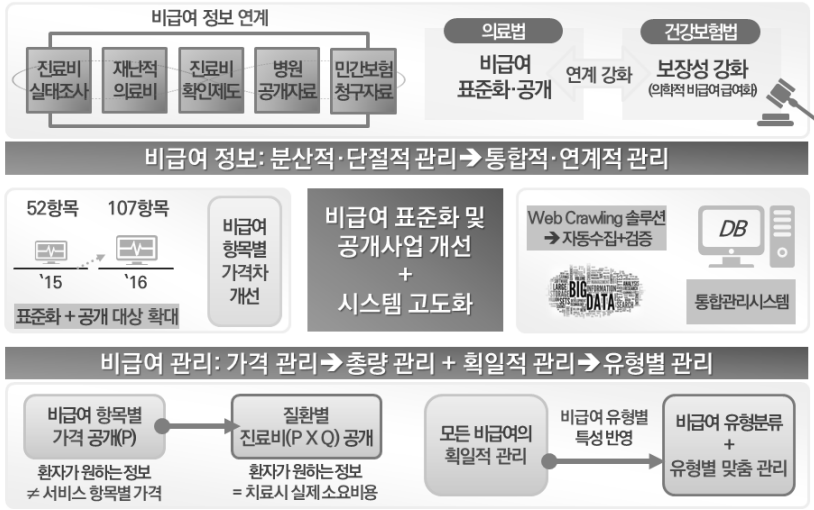 비급여 정보 연계
진료비
실태조사
재난적
의료비
진료비
확인제도
병원
공개자료
민간보험
청구자료
의료법
비급여
표준화·공개
연계 강화
건강보험법
보장성 강화
(의학적 비급여 급여화)
비급여 정보: 분산적·단절적 관리➔통합적·연계적 관리
52항목
107항목
`15
`16
표준화 + 공개 대상 확대
비급여
항목별
가격차
개선
비급여 표준화 및
공개사업 개선
+
시스템 고도화
Web Crawling 솔루션
➔ 자동수집+검증
BIG
DATA
DB
통합관리시스템
비급여 관리: 가격 관리➔총량 관리 + 획일적 관리➔유형별 관리
비급여 항목별
가격 공개(P)
환자가 원하는 정보
≠ 서비스 항목별 가격
질환별
진료비(P X Q) 공개
환자가 원하는 정보
= 치료시 실제 소요비용
모든 비급여의
획일적 관리
비급여 유형별
특성 반영
비급여 유형분류
+
유형별 맞춤 관리